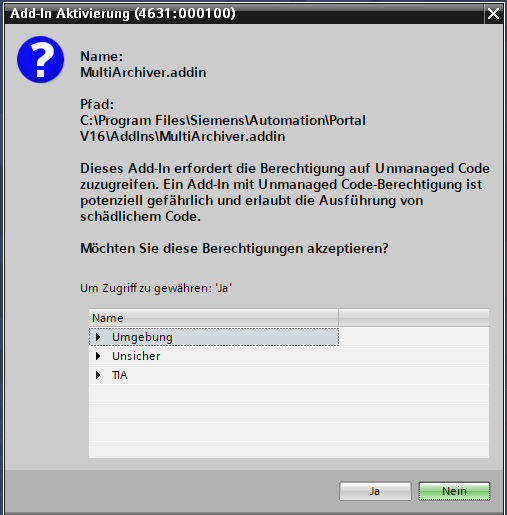 Add-In Aktivierung (4631:000100)
Name:
MultiArchiver.addin
Pfad:
C:\Program Files\Siemens\Automation\Portal
V16\AddIns\MultiArchiver.addin
Dieses Add-In erfordert die Berechtigung auf Unmanaged Code
zuzugreifen. Ein Add-In mit Unmanaged Code-Berechtigung ist
potenziell gefährlich und erlaubt die Ausführung von
schädlichem Code.
Möchten Sie diese Berechtigungen akzeptieren?
Um Zugriff zu gewähren: 'Ja'
Name
Umgebung
Unsicher
TIA
Ja Nein